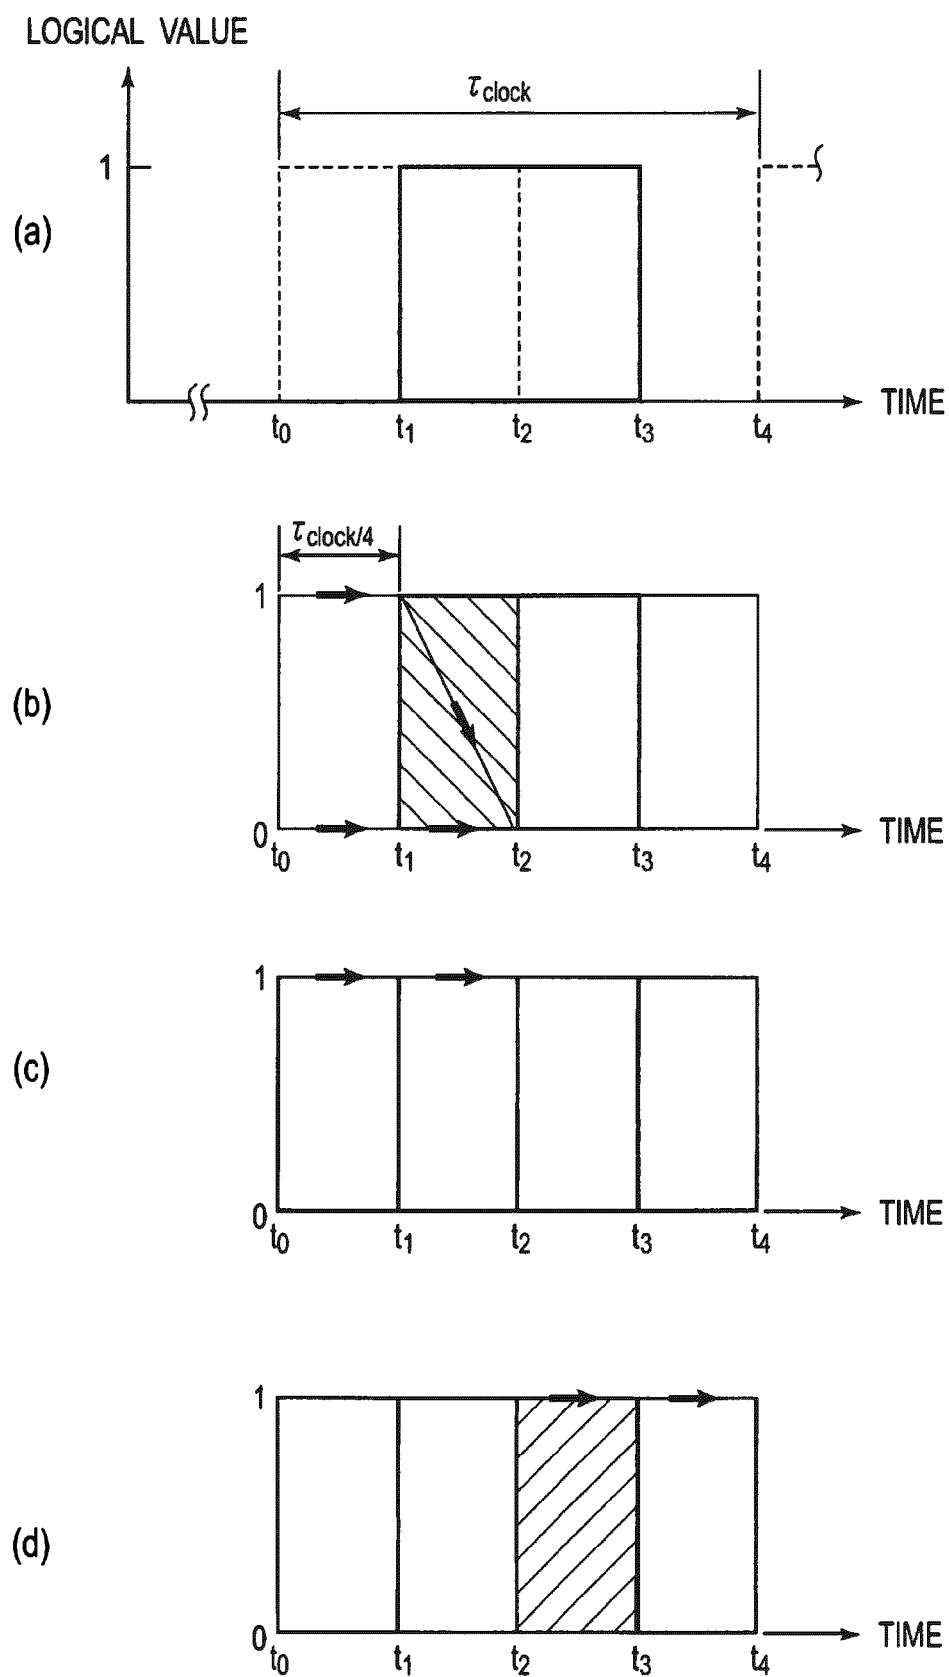 LOGICAL VALUE
τclock
1
(a)
TIME
t0 t1 t2 t3 t4
τclock/4
1
(b)
0
TIME
t0 t1 t2 t3 t4
1
(c)
0
TIME
t0 t1 t2 t3 t4
1
(d)
0
TIME
t0 t1 t2 t3 t4